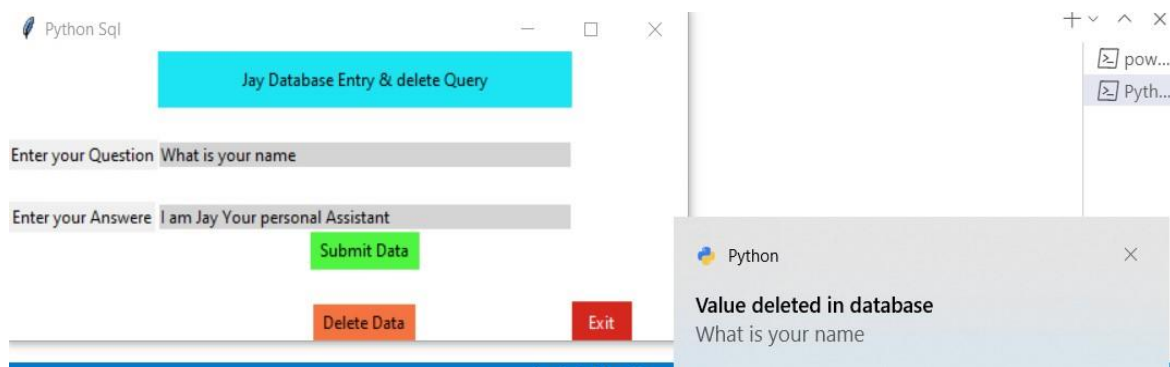 Python Sql
Jay Database Entry & delete Query
Enter your Question What is your name
Enter your Answere I am Jay Your personal Assistant
Submit Data
Delete Data Exit
pow...
Pyth...
Python
Value deleted in database
What is your name